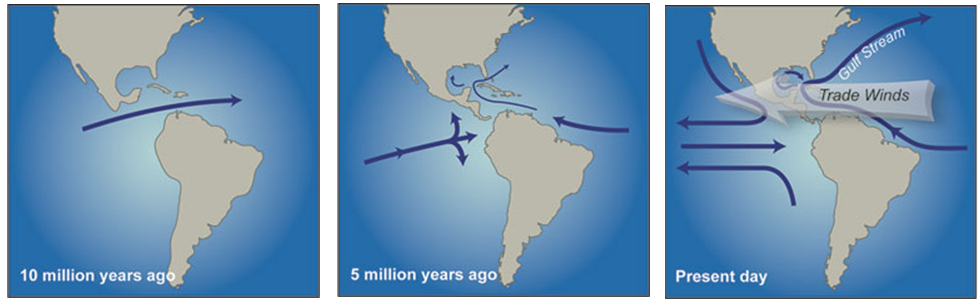 10 million years ago
5 million years ago
Gulf Stream
Trade Winds
Present day